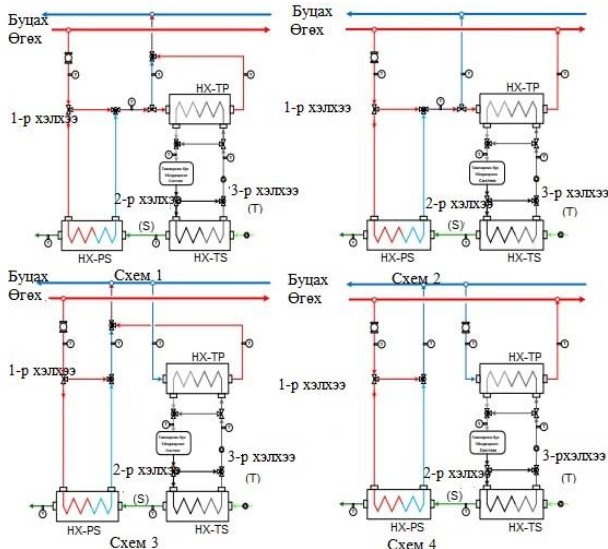 Буцах
Өгөх
HX-TP
1-р хэлхээ
2-р хэлхээ
3-р хэлхээ
(T)
(S)
HX-PS
HX-TS
Схем 1
Буцах
Өгөх
HX-TP
1-р хэлхээ
2-р хэлхээ
3-р хэлхээ
(T)
(S)
HX-PS
HX-TS
Схем 2
Буцах
Өгөх
HX-TP
1-р хэлхээ
2-р хэлхээ
3-р хэлхээ
(T)
(S)
HX-PS
HX-TS
Схем 3
Буцах
Өгөх
HX-TP
1-р хэлхээ
2-р хэлхээ
3-рхэлхээ
(T)
(S)
HX-PS
HX-TS
Схем 4